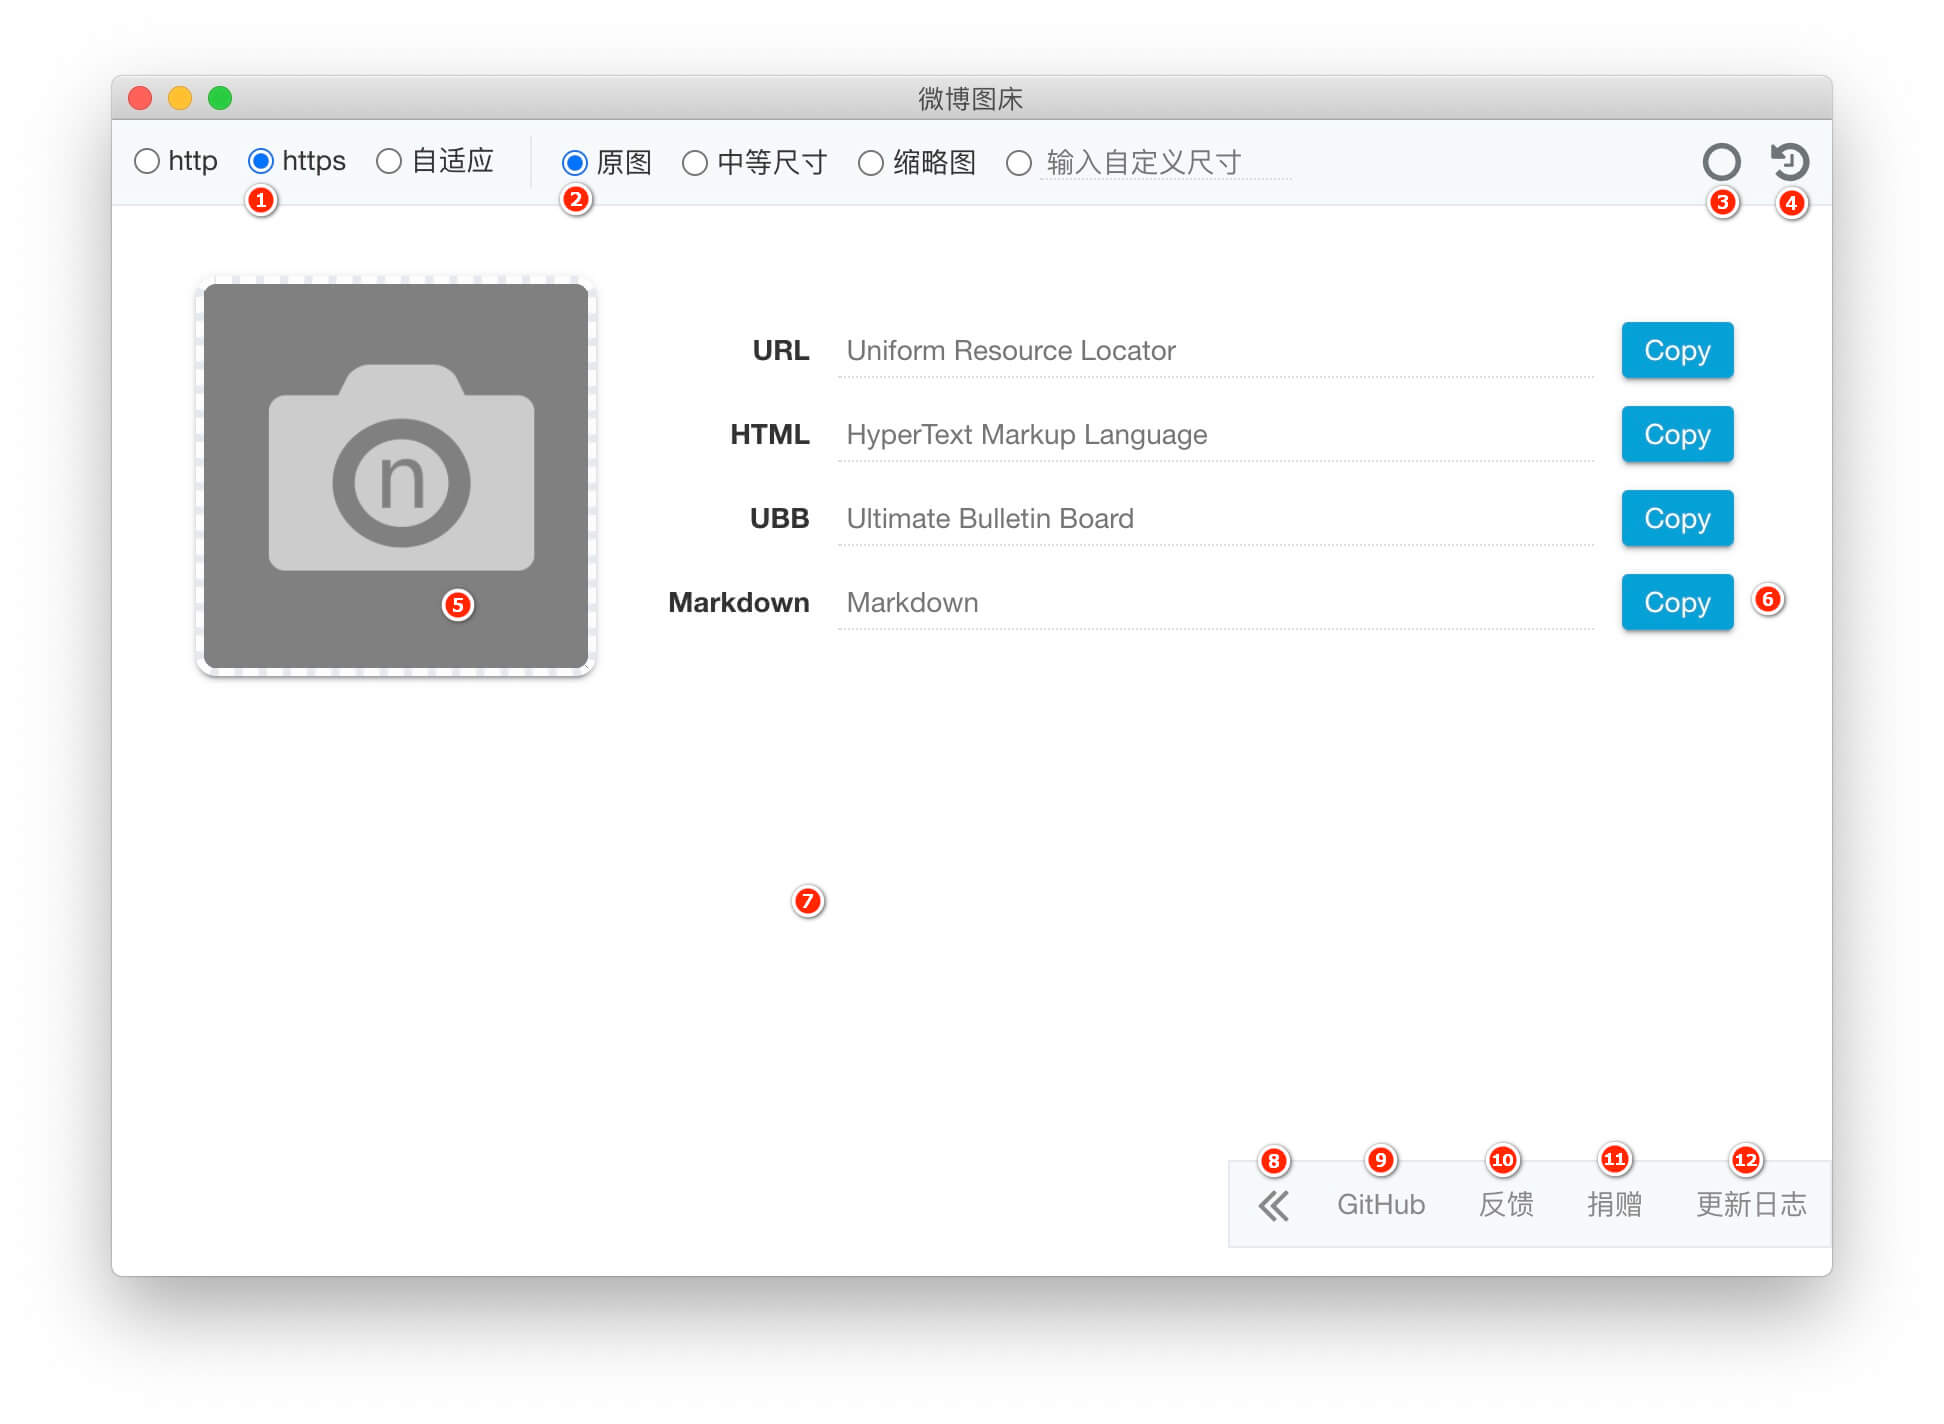 微博图床
http https 自适应 原图 中等尺寸 缩略图 输入自定义尺寸
1 2 3 4
URL Uniform Resource Locator Copy
HTML HyperText Markup Language Copy
n
UBB Ultimate Bulletin Board Copy
Markdown Markdown Copy
5 6
7
8 9 10 11 12
GitHub 反馈 捐赠 更新日志